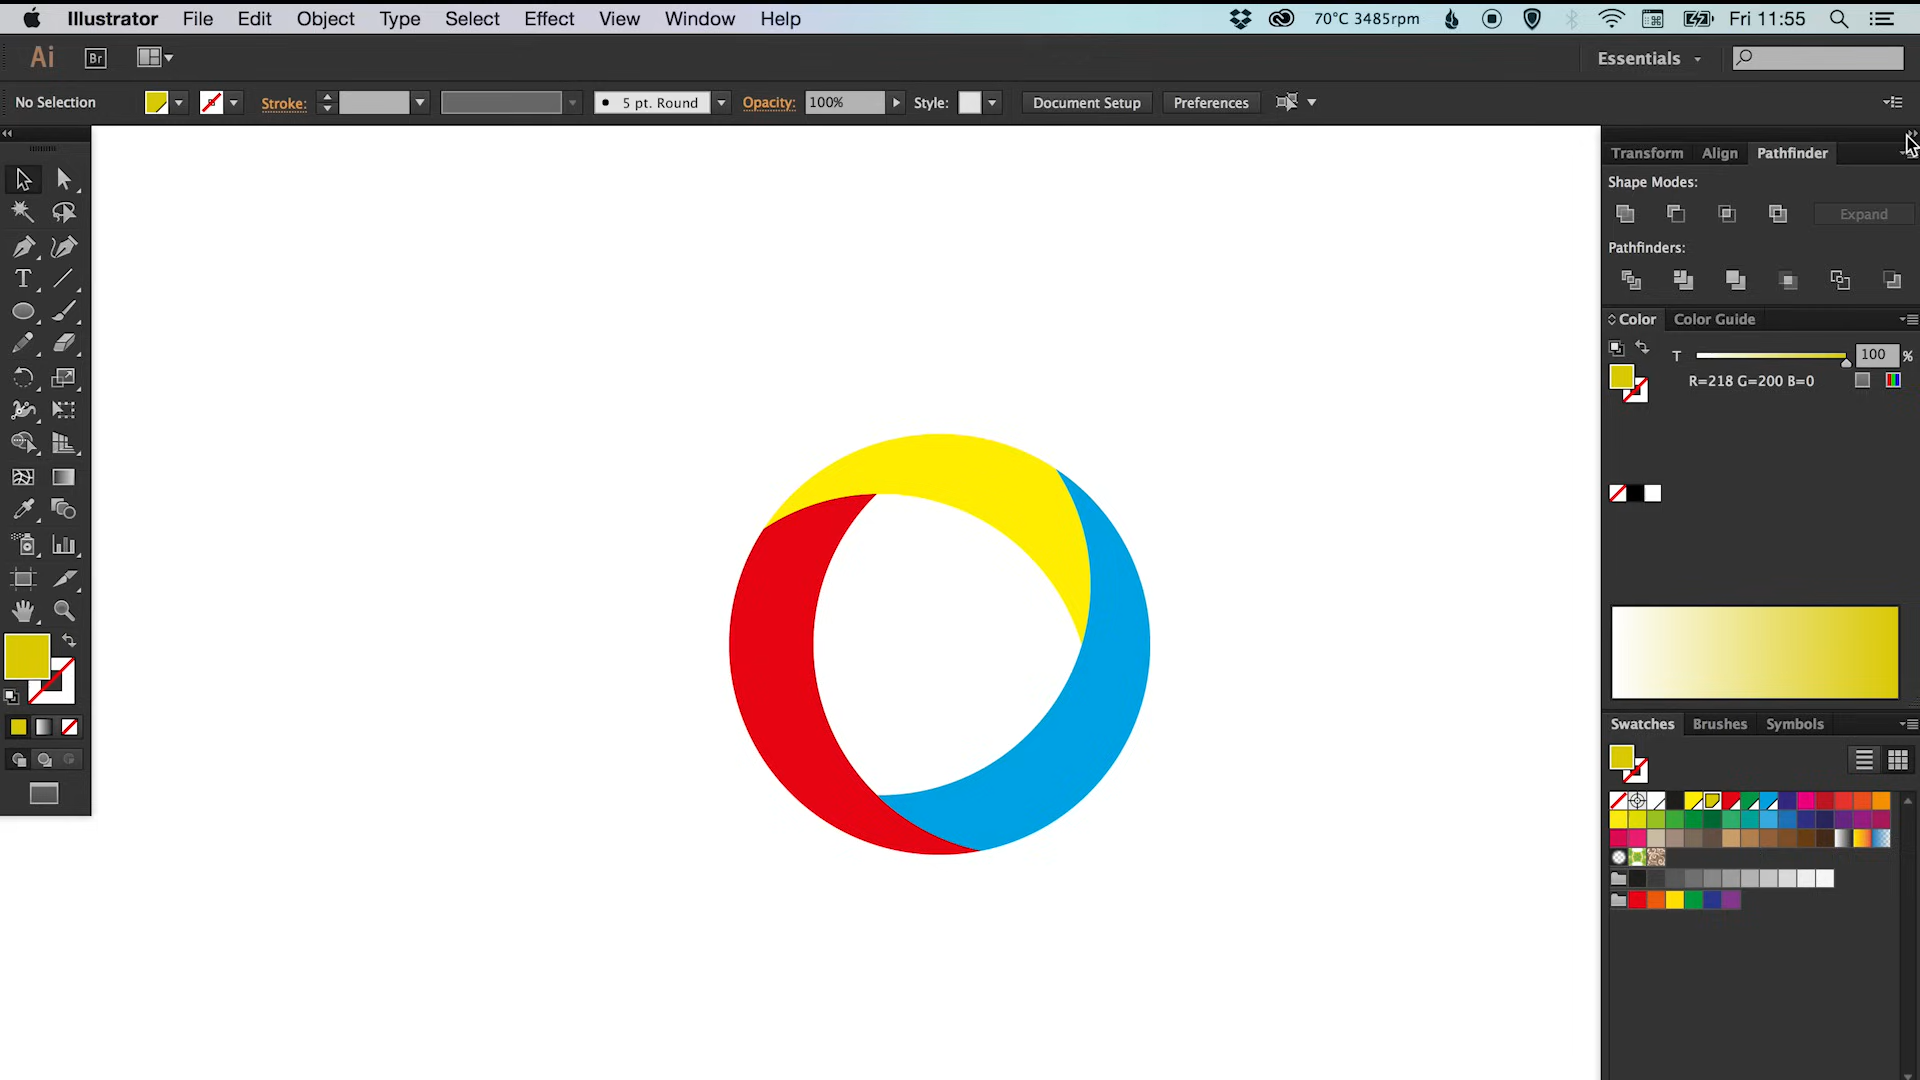 Illustrator File Edit Object Type Select Effect View Window Help 70°C 3485rpm Fri 11:55
Ai Br Essentials
No Selection Stroke: 5 pt. Round Opacity: 100% Style: Document Setup Preferences
Transform Align Pathfinder
Shape Modes:
Expand
Pathfinders:
Color Color Guide
T 100 %
R=218 G=200 B=0
T
Swatches Brushes Symbols